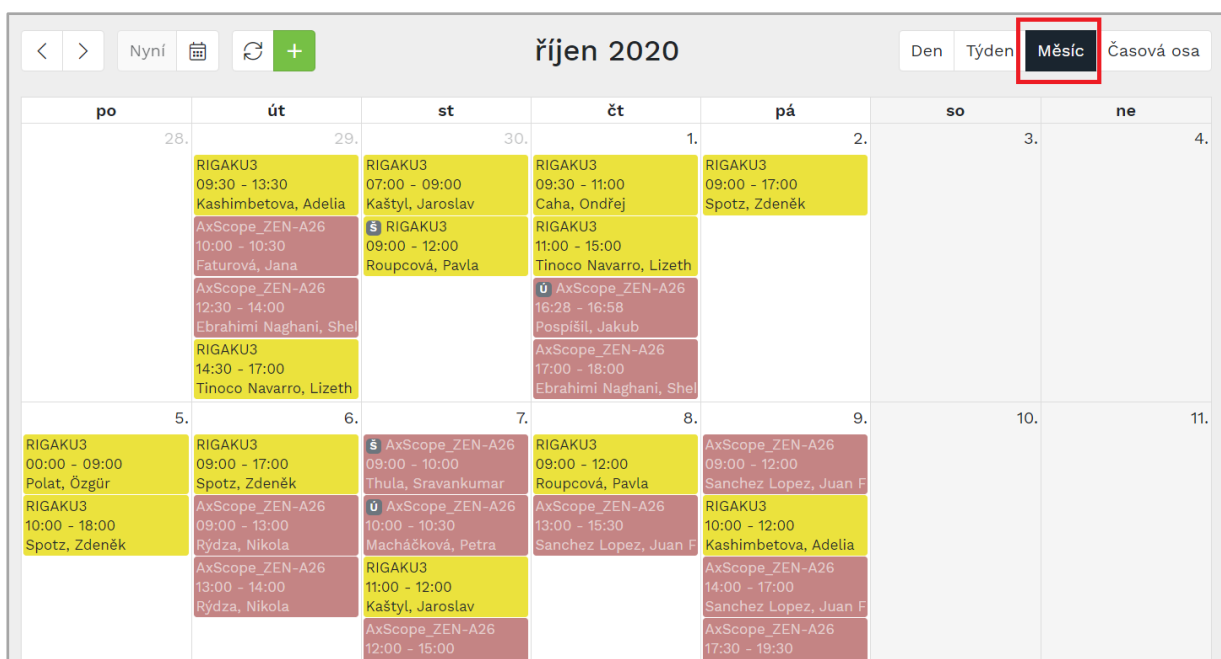 Nyní
říjen 2020
Den Týden Měsíc Časová osa
po út st čt pá so ne
28. 29. 30. 1. 2. 3. 4.
RIGAKU3
09:30 - 13:30
Kashimbetova, Adelia
AxScope_ZEN-A26
10:00 - 10:30
Faturová, Jana
AxScope_ZEN-A26
12:30 - 14:00
Ebrahimi Naghani, Shel
RIGAKU3
14:30 - 17:00
Tinoco Navarro, Lizeth
RIGAKU3
07:00 - 09:00
Kaštyl, Jaroslav
Š RIGAKU3
09:00 - 12:00
Roupcová, Pavla
RIGAKU3
09:30 - 11:00
Caha, Ondřej
RIGAKU3
11:00 - 15:00
Tinoco Navarro, Lizeth
Ú AxScope_ZEN-A26
16:28 - 16:58
Pospíšil, Jakub
AxScope_ZEN-A26
17:00 - 18:00
Ebrahimi Naghani, Shel
RIGAKU3
09:00 - 17:00
Spotz, Zdeněk
5. 6. 7. 8. 9. 10. 11.
RIGAKU3
00:00 - 09:00
Polat, Özgür
RIGAKU3
10:00 - 18:00
Spotz, Zdeněk
RIGAKU3
09:00 - 17:00
Spotz, Zdeněk
AxScope_ZEN-A26
09:00 - 13:00
Rýdza, Nikola
AxScope_ZEN-A26
13:00 - 14:00
Rýdza, Nikola
Š AxScope_ZEN-A26
09:00 - 10:00
Thula, Sravankumar
Ú AxScope_ZEN-A26
10:00 - 10:30
Macháčková, Petra
RIGAKU3
11:00 - 12:00
Kaštyl, Jaroslav
AxScope_ZEN-A26
12:00 - 15:00
RIGAKU3
09:00 - 12:00
Roupcová, Pavla
AxScope_ZEN-A26
13:00 - 15:30
Sanchez Lopez, Juan F
AxScope_ZEN-A26
09:00 - 12:00
Sanchez Lopez, Juan F
RIGAKU3
10:00 - 12:00
Kashimbetova, Adelia
AxScope_ZEN-A26
14:00 - 17:00
Sanchez Lopez, Juan F
AxScope_ZEN-A26
17:30 - 19:30